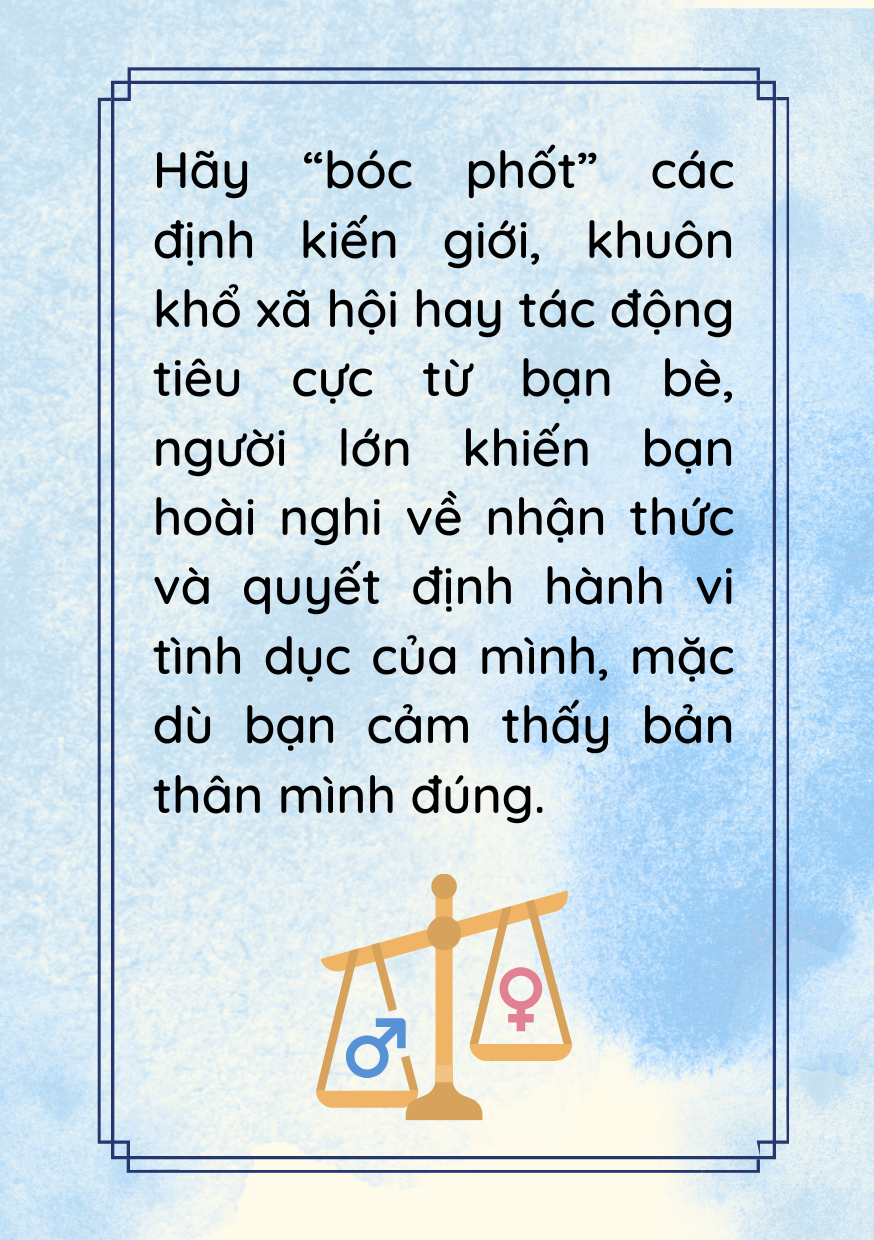 Hãy “bóc phốt” các
định kiến giới, khuôn
khổ xã hội hay tác động
tiêu cực từ bạn bè,
người lớn khiến bạn
hoài nghi về nhận thức
và quyết định hành vi
tình dục của mình, mặc
dù bạn cảm thấy bản
thân mình đúng.